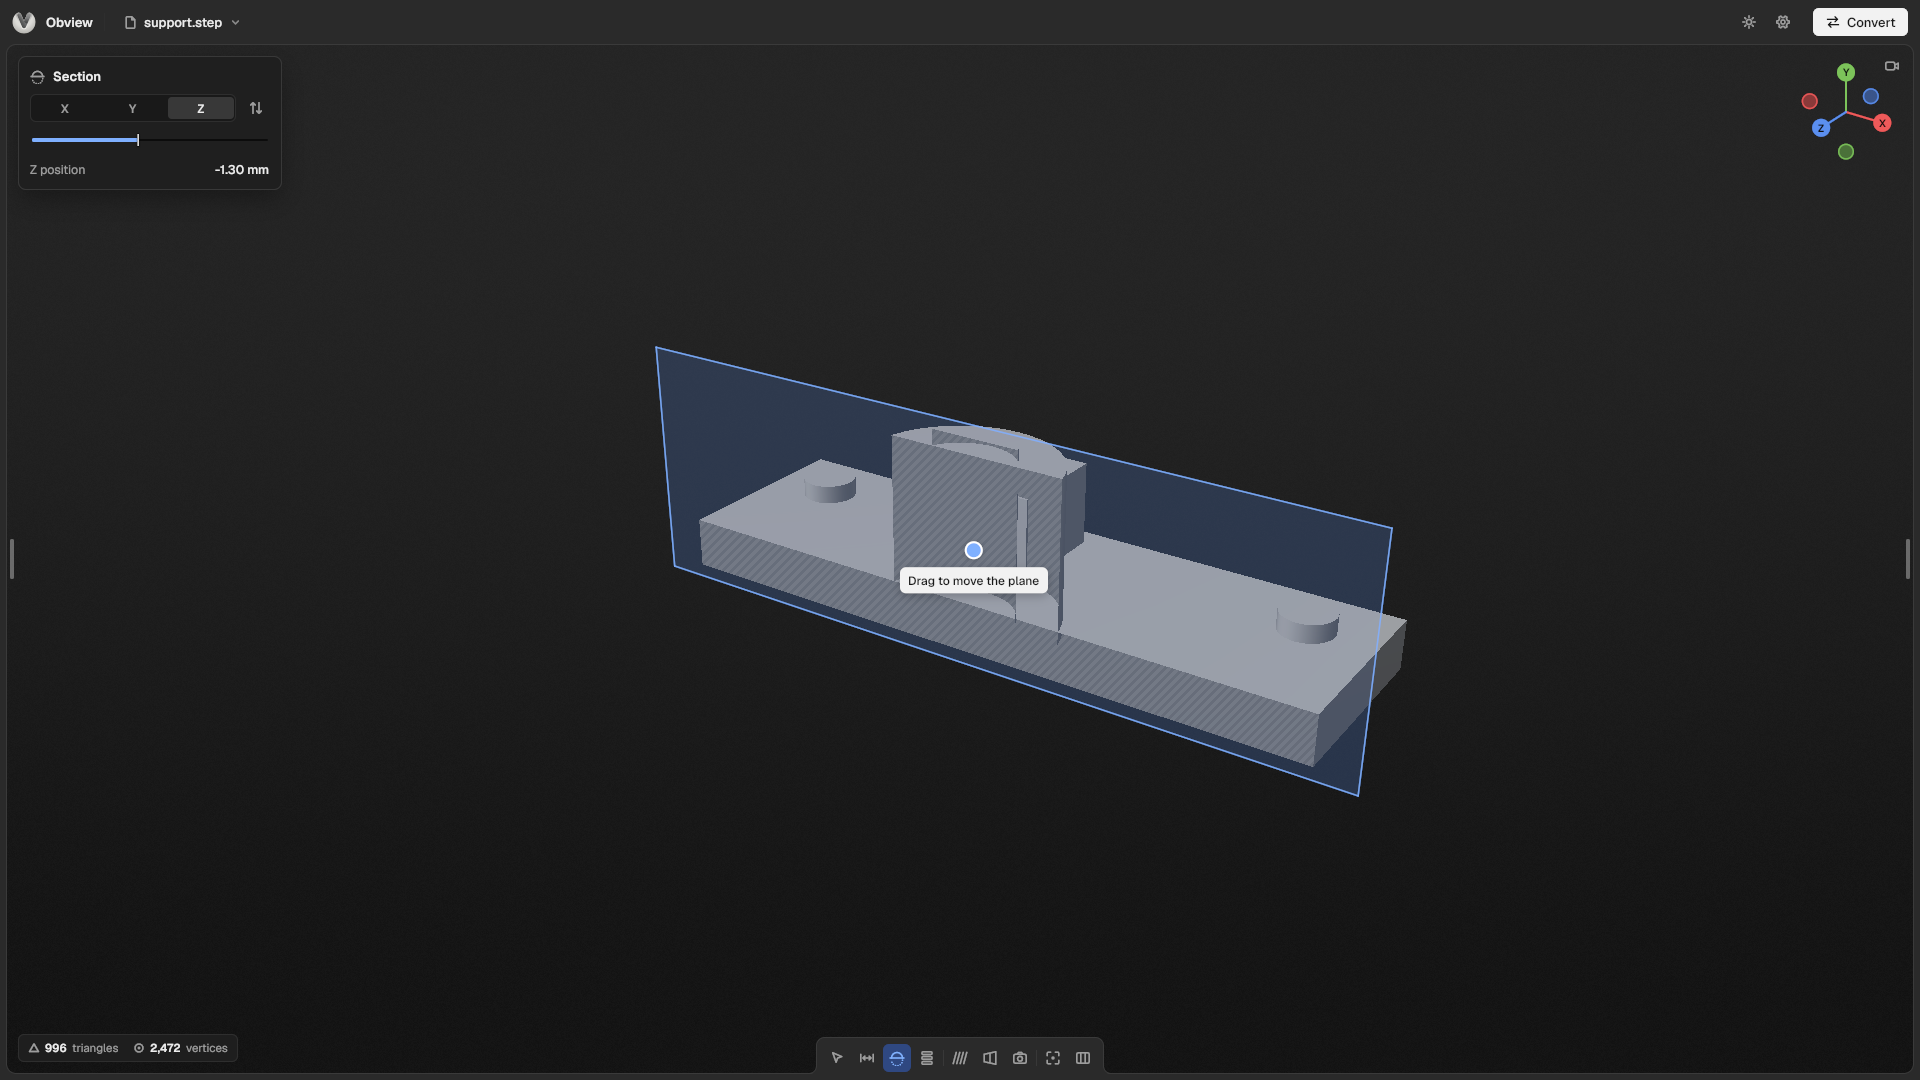 Obview
support.step
Convert
Section
X
Y
Z
Z position
-1.30 mm
Y
Z
X
Drag to move the plane
996 triangles
2,472 vertices